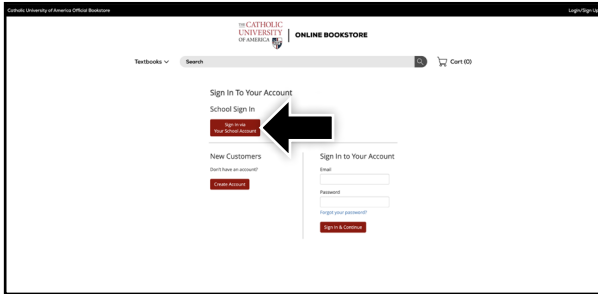 Catholic University of America Official Bookstore
Login/Sign Up
THE CATHOLIC
UNIVERSITY
OF AMERICA
ONLINE BOOKSTORE
Textbooks
Search
Cart (0)
Sign In To Your Account
School Sign In
Sign In via
Your School Account
New Customers
Don't have an account?
Create Account
Sign In to Your Account
Email
Password
Forgot your password?
Sign In & Continue